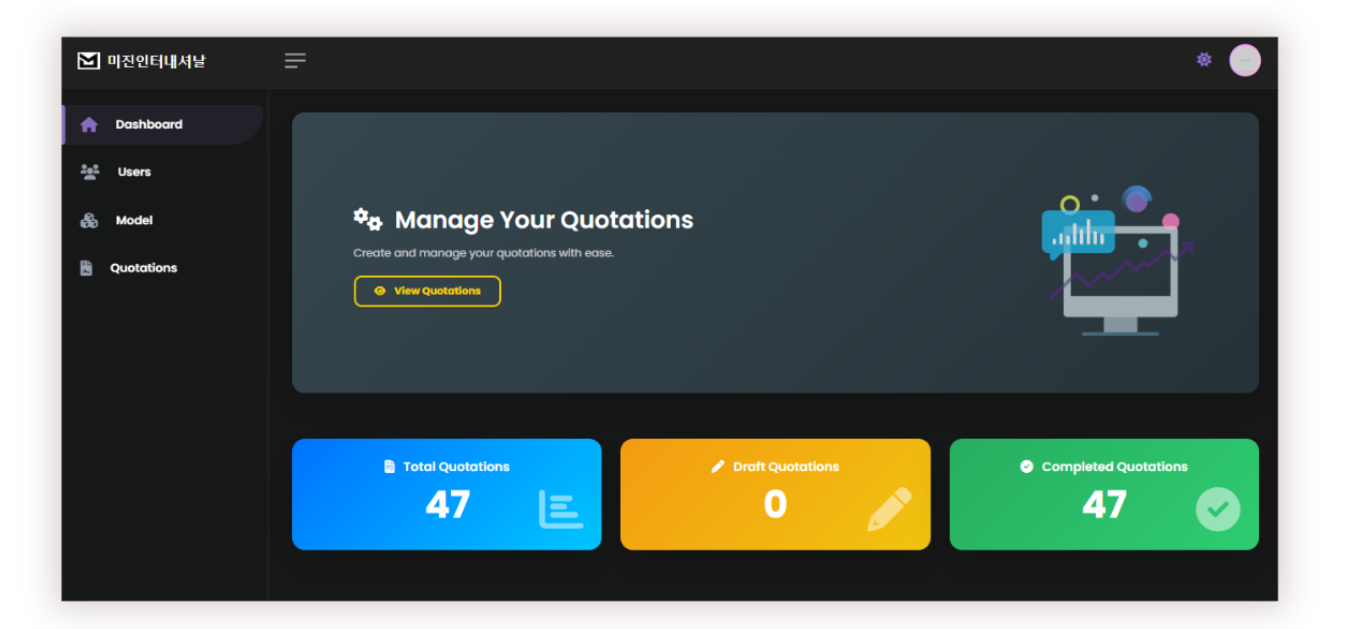 미진인터내셔날
Dashboard
Users
Model
Quotations
Manage Your Quotations
Create and manage your quotations with ease.
View Quotations
Total Quotations
47
Draft Quotations
0
Completed Quotations
47